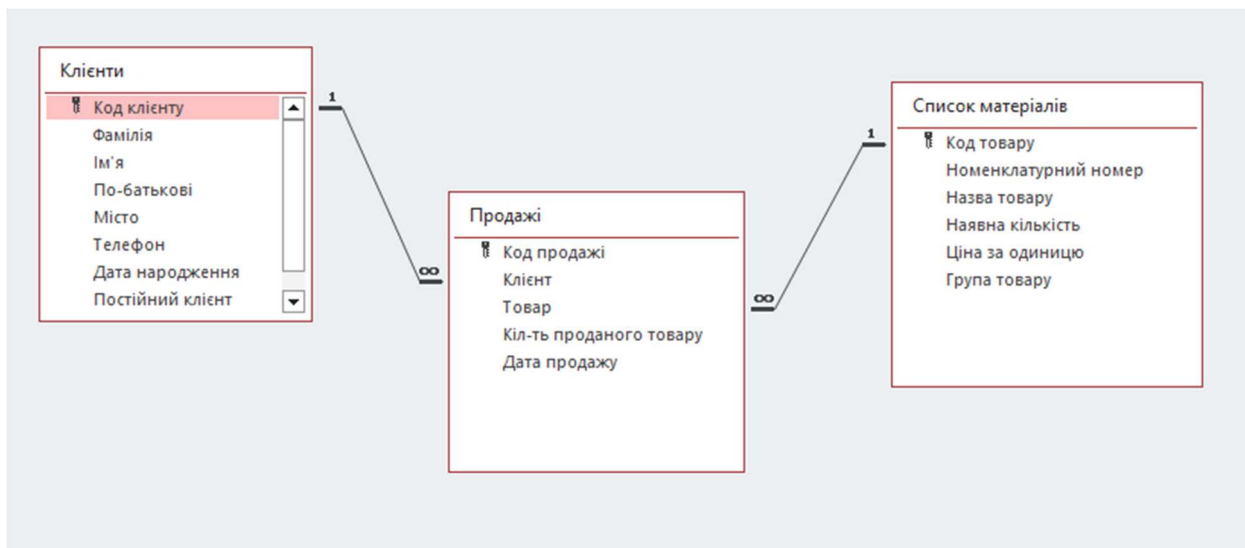 Клієнти
Код клієнту
Фамілія
Ім'я
По-батькові
Місто
Телефон
Дата народження
Постійний клієнт
1
∞
Продажі
Код продажі
Клієнт
Товар
Кіл-ть проданого товару
Дата продажу
∞
1
Список матеріалів
Код товару
Номенклатурний номер
Назва товару
Наявна кількість
Ціна за одиницю
Група товару